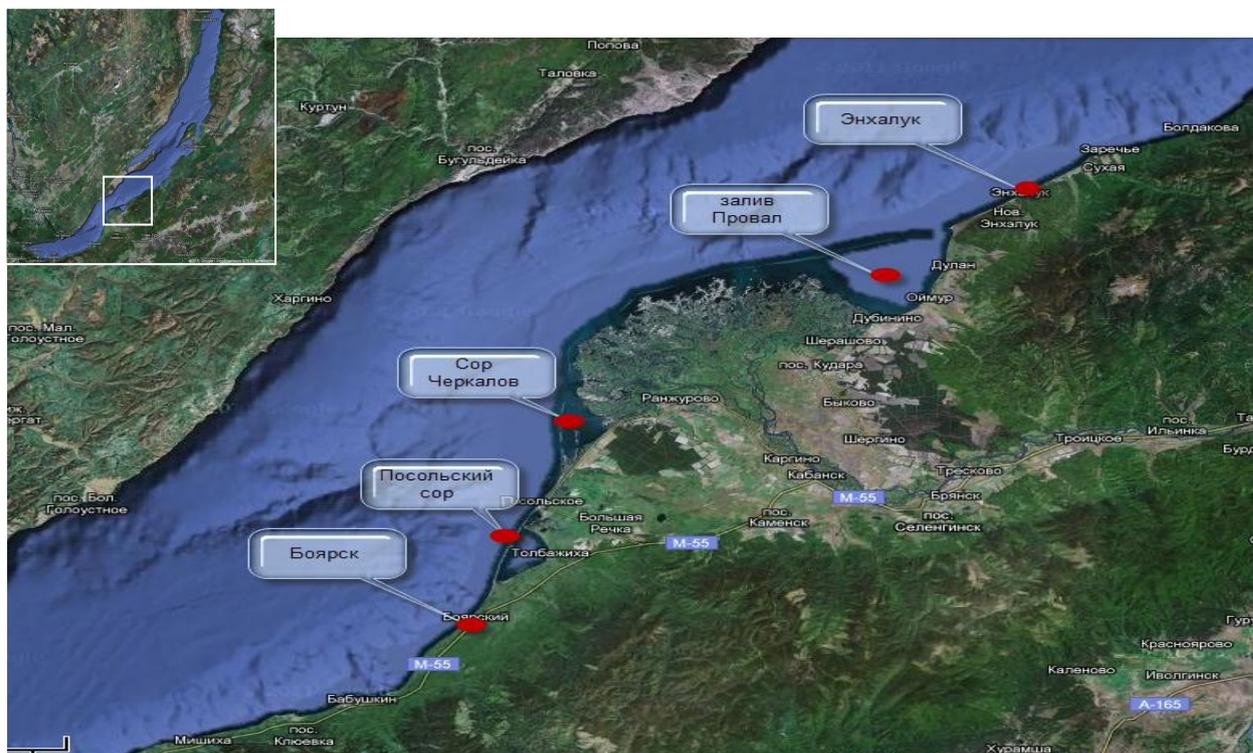 Попова
Таловка
Куртун
пос.
Бугульдейка
Энхалук
Болдакова
Заречье
Сухая
Энхалук
Нов.
Энхалук
залив
Провал
Дулан
Оймур
Дубинино
Харгино
пос. Мал.
Голоустное
Шерашово
пос. Кудара
Сор
Черкалов
Ранжурово
Быково
Шергино
Троицкое
пос.
Ильинка
Каргино
Кабанск
Тресково
Брянск
М-55
пос.
Селенгинск
пос. Бол.
Голоустное
Посольский
сор
Посольское
Большая
Речка
пос.
Каменск
М-55
Толбажиха
Боярск
Боярский
М-55
Бабушкин
Мишиха
пос.
Клюевка
Красноярово
Каленово
Иволгинск
А-165
Хурамша